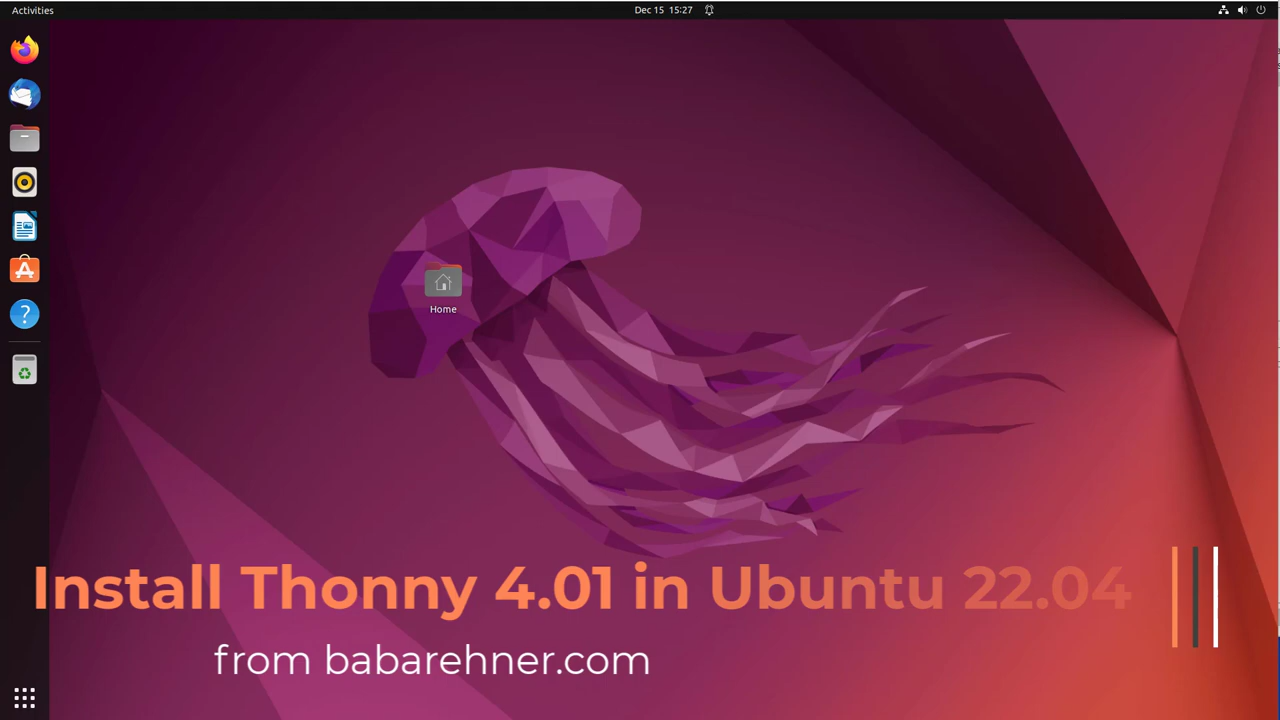 Activities
Dec 15 15:27
Home
Install Thonny 4.01 in Ubuntu 22.04
from babarehner.com